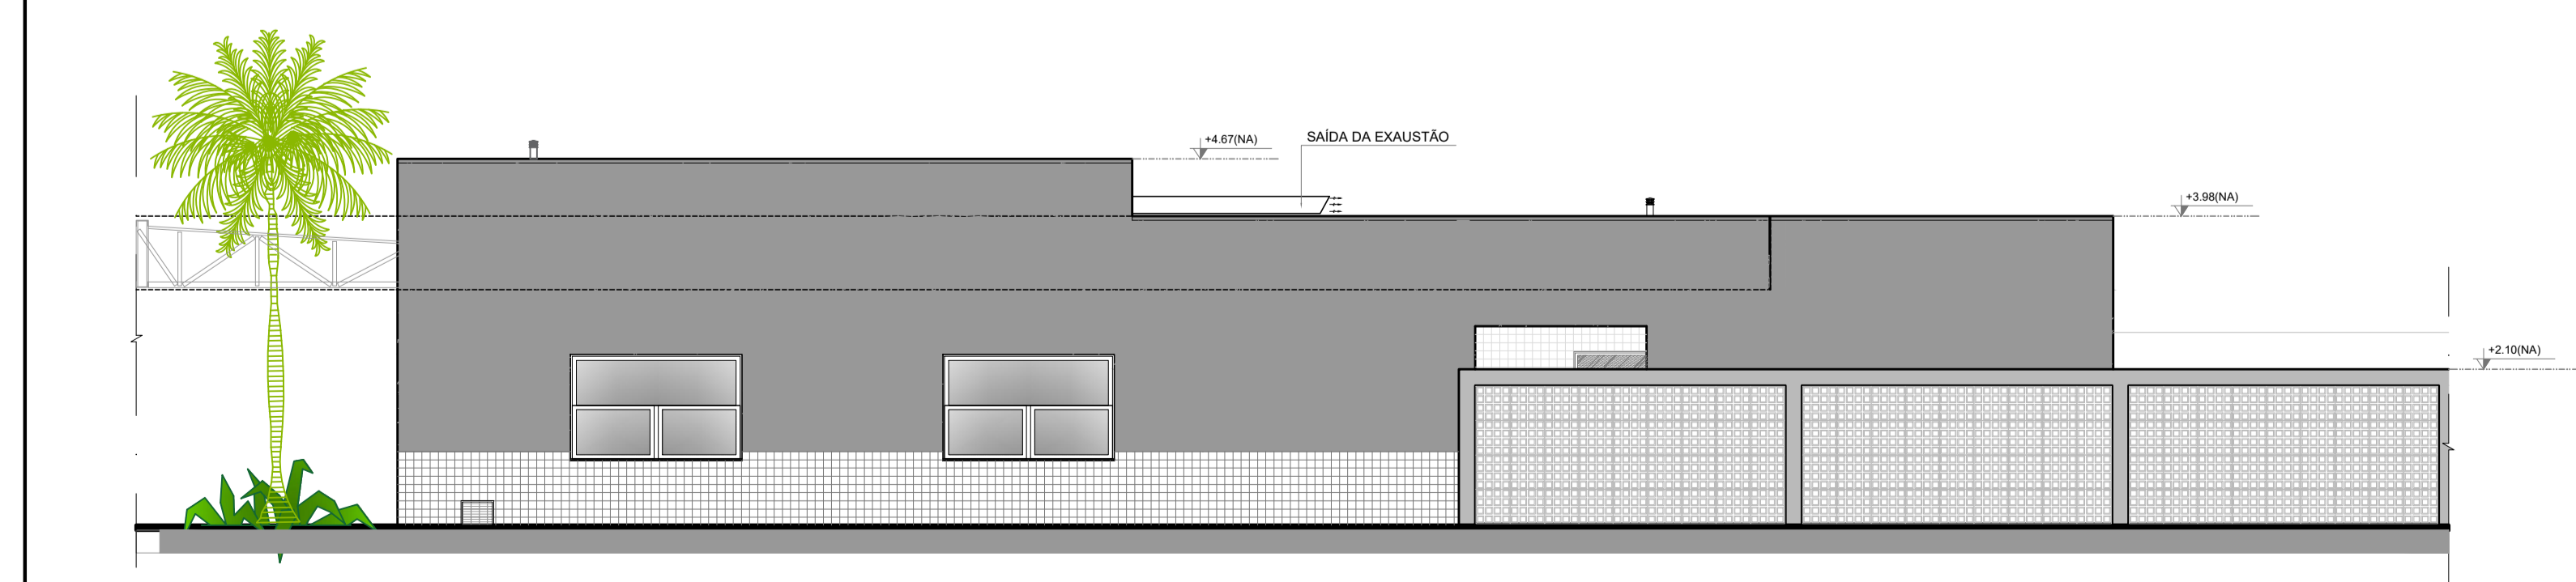 +4.67(NA)
SAÍDA DA EXAUSTÃO
+3.98(NA)
+2.10(NA)